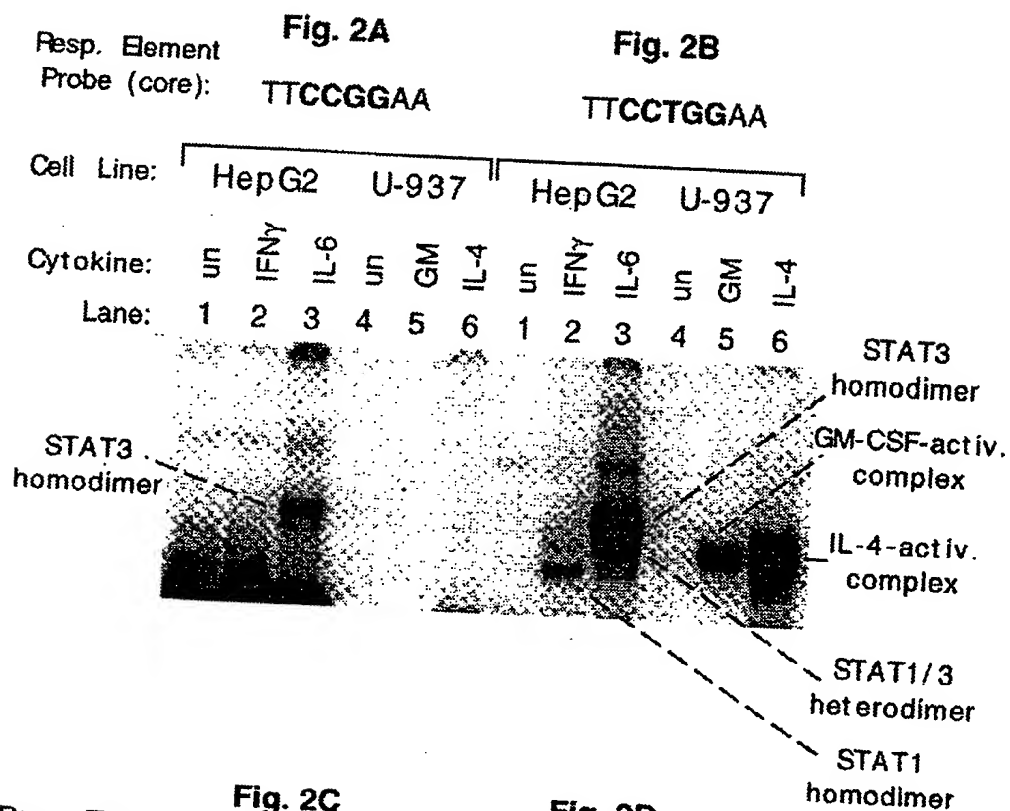 Fig. 2A
Fig. 2B
Resp. Element
Probe (core):
TTCCGGAA
TTCCTGGAA
Cell Line:
HepG2 U-937 HepG2 U-937
Cytokine: un IFNγ IL-6 un GM IL-4 un IFNγ IL-6 un GM IL-4
Lane: 1 2 3 4 5 6 1 2 3 4 5 6
STAT3
homodimer
STAT3
homodimer
GM-CSF-activ.
complex
IL-4-activ.
complex
STAT1/3
heterodimer
STAT1
homodimer
Fig. 2C